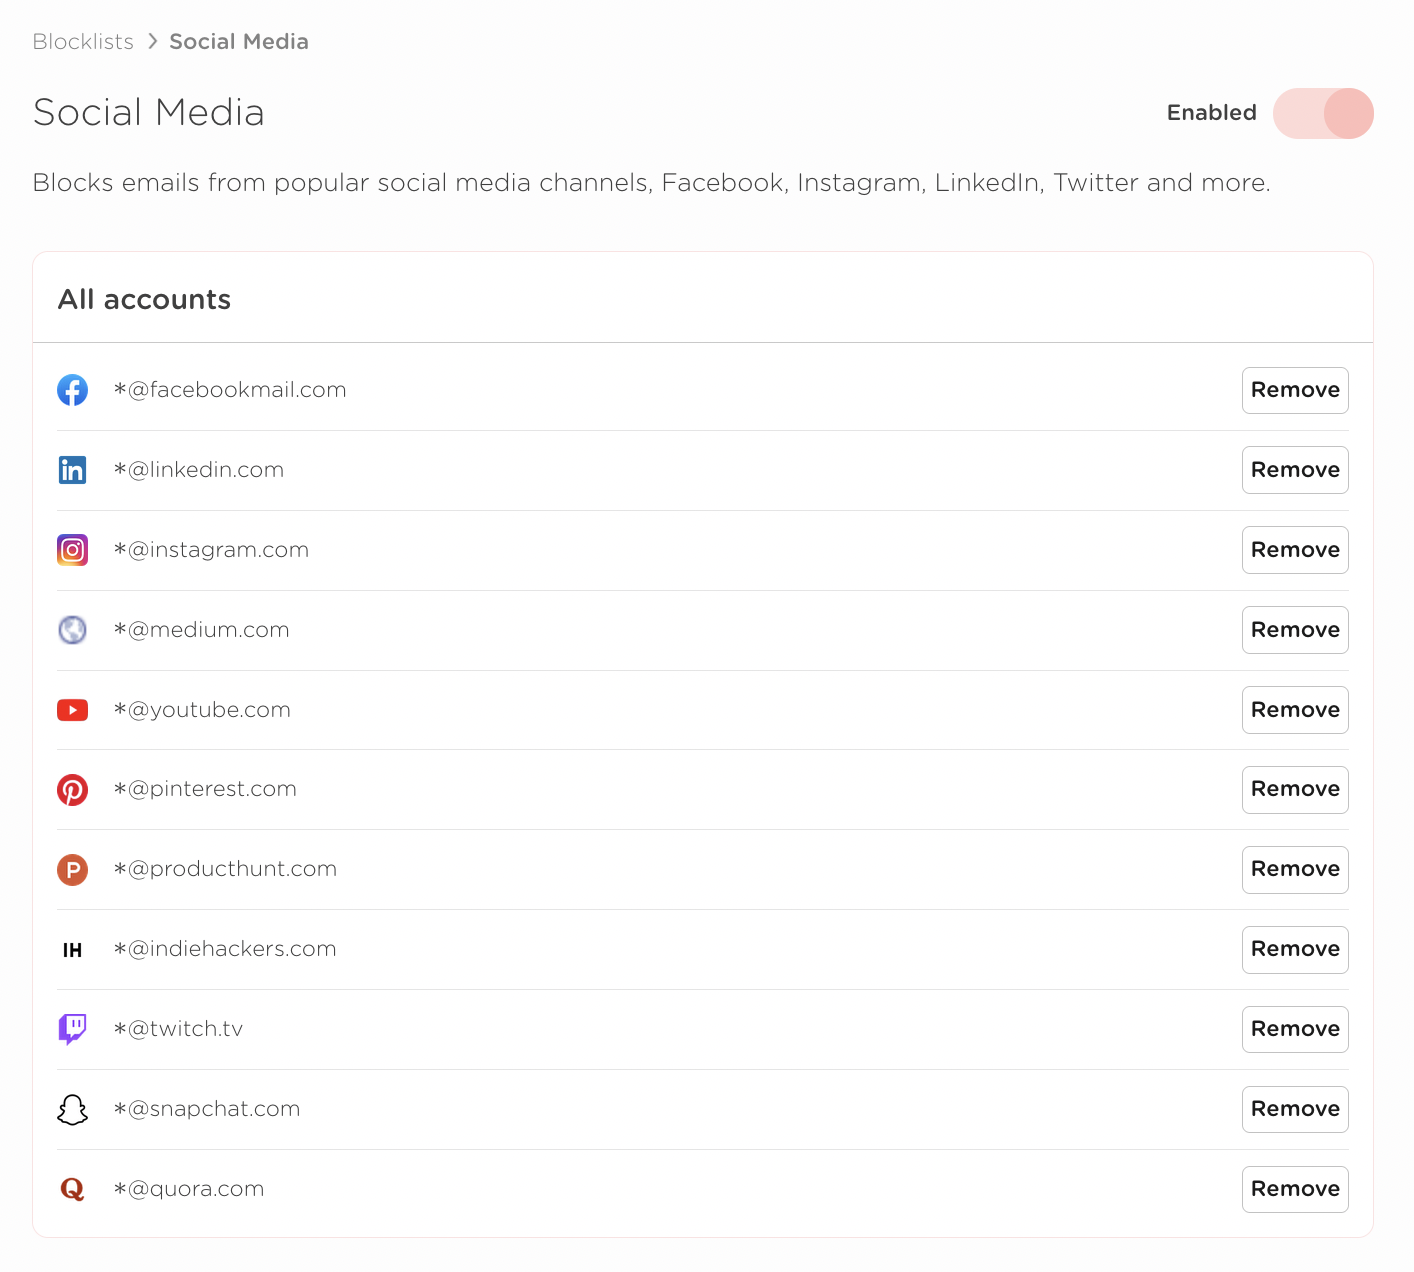 Blocklists > Social Media
Social Media
Enabled
Blocks emails from popular social media channels, Facebook, Instagram, LinkedIn, Twitter and more.
All accounts
*@facebookmail.com Remove
in *@linkedin.com Remove
*@instagram.com Remove
*@medium.com Remove
*@youtube.com Remove
*@pinterest.com Remove
P *@producthunt.com Remove
IH *@indiehackers.com Remove
*@twitch.tv Remove
*@snapchat.com Remove
Q *@quora.com Remove